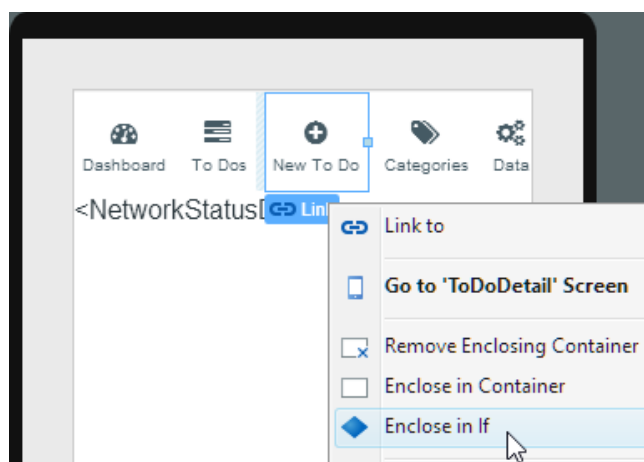 Dashboard To Dos New To Do Categories Data
<NetworkStatusD
Link
Link to
Go to 'ToDoDetail' Screen
Remove Enclosing Container
Enclose in Container
Enclose in If